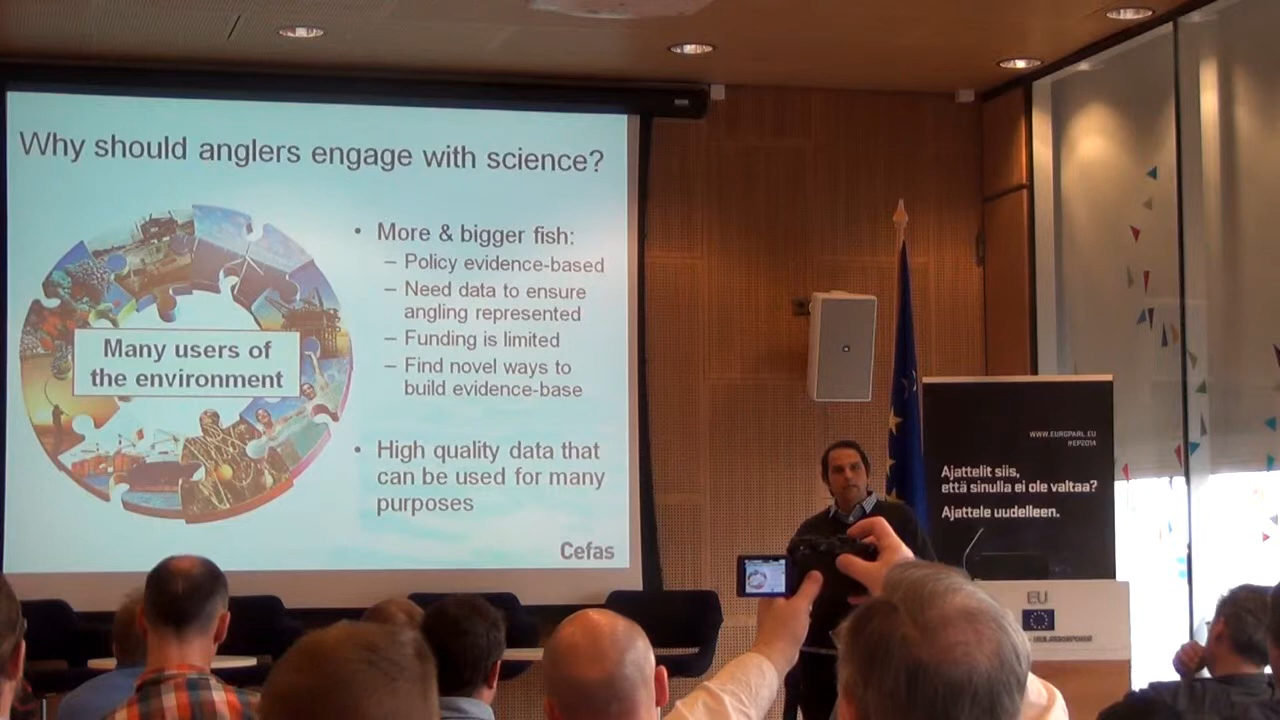 Why should anglers engage with science?
Many users of
the environment
• More & bigger fish:
– Policy evidence-based
– Need data to ensure
angling represented
– Funding is limited
– Find novel ways to
build evidence-base
• High quality data that
can be used for many
purposes
Cefas
WWW.EUROPARL.EU
#EP2014
Ajattelit siis,
että sinulla ei ole valtaa?
Ajattele uudelleen.
EU